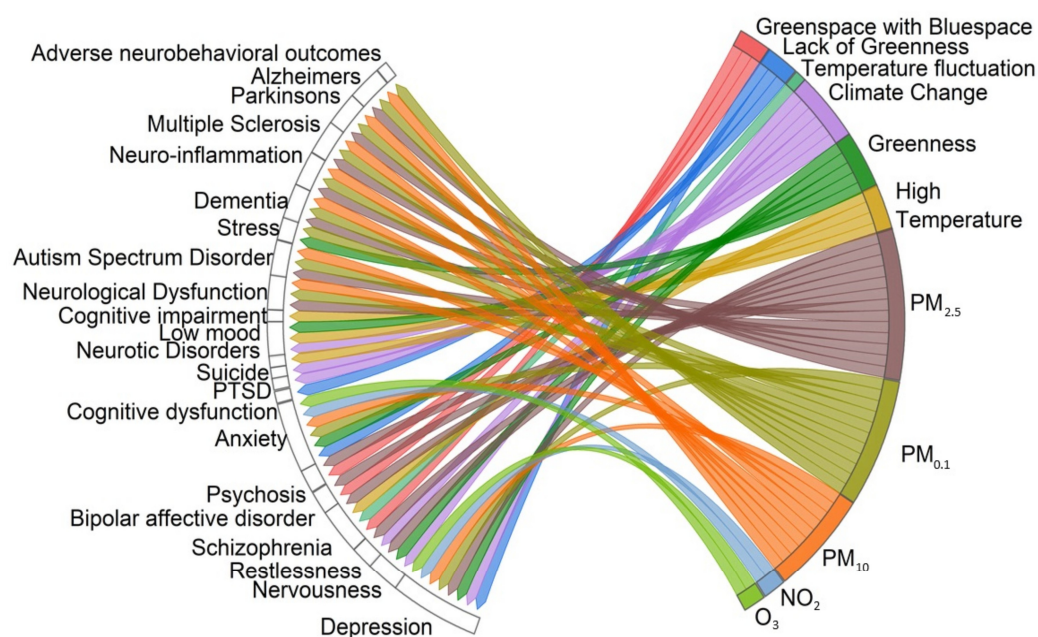 Adverse neurobehavioral outcomes
Alzheimers
Parkinsons
Multiple Sclerosis
Neuro-inflammation
Dementia
Stress
Autism Spectrum Disorder
Neurological Dysfunction
Cognitive impairment
Low mood
Neurotic Disorders
Suicide
PTSD
Cognitive dysfunction
Anxiety
Psychosis
Bipolar affective disorder
Schizophrenia
Restlessness
Nervousness
Depression
Greenspace with Bluespace
Lack of Greenness
Temperature fluctuation
Climate Change
Greenness
High
Temperature
PM2.5
PM0.1
PM10
NO2
O3